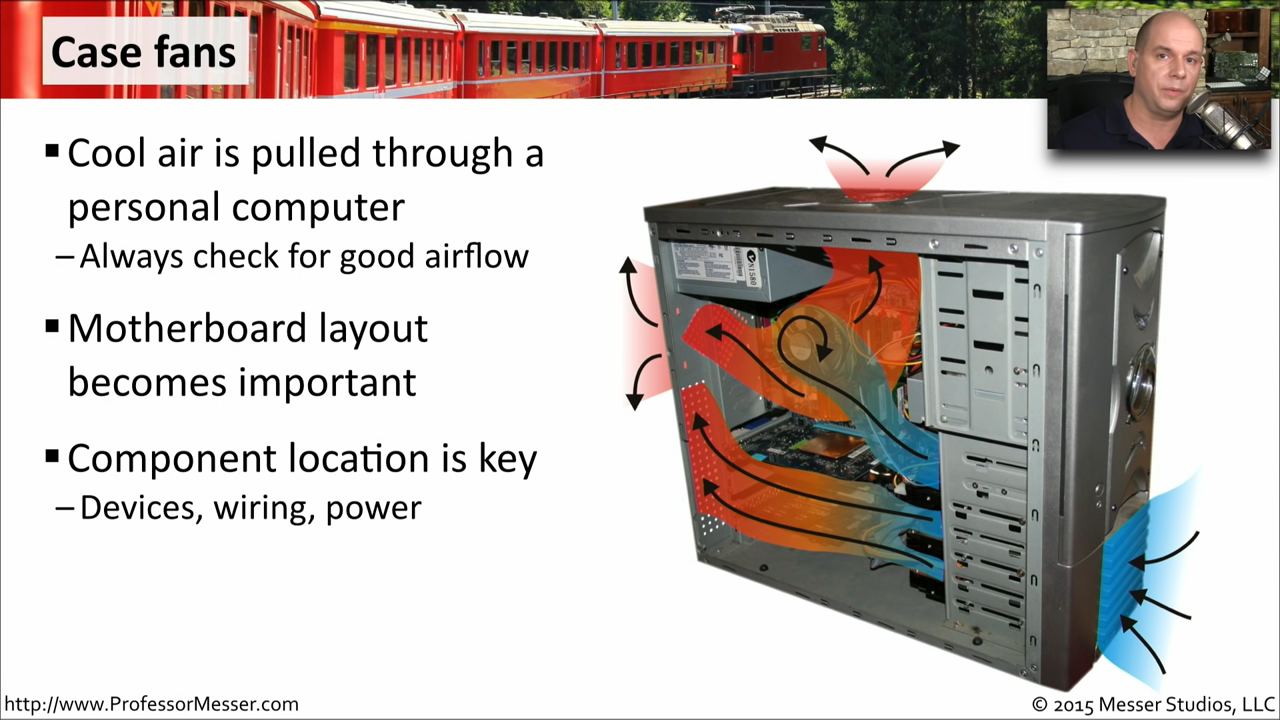 Case fans
▪ Cool air is pulled through a
personal computer
– Always check for good airflow
▪ Motherboard layout
becomes important
▪ Component location is key
– Devices, wiring, power
http://www.ProfessorMesser.com
© 2015 Messer Studios, LLC